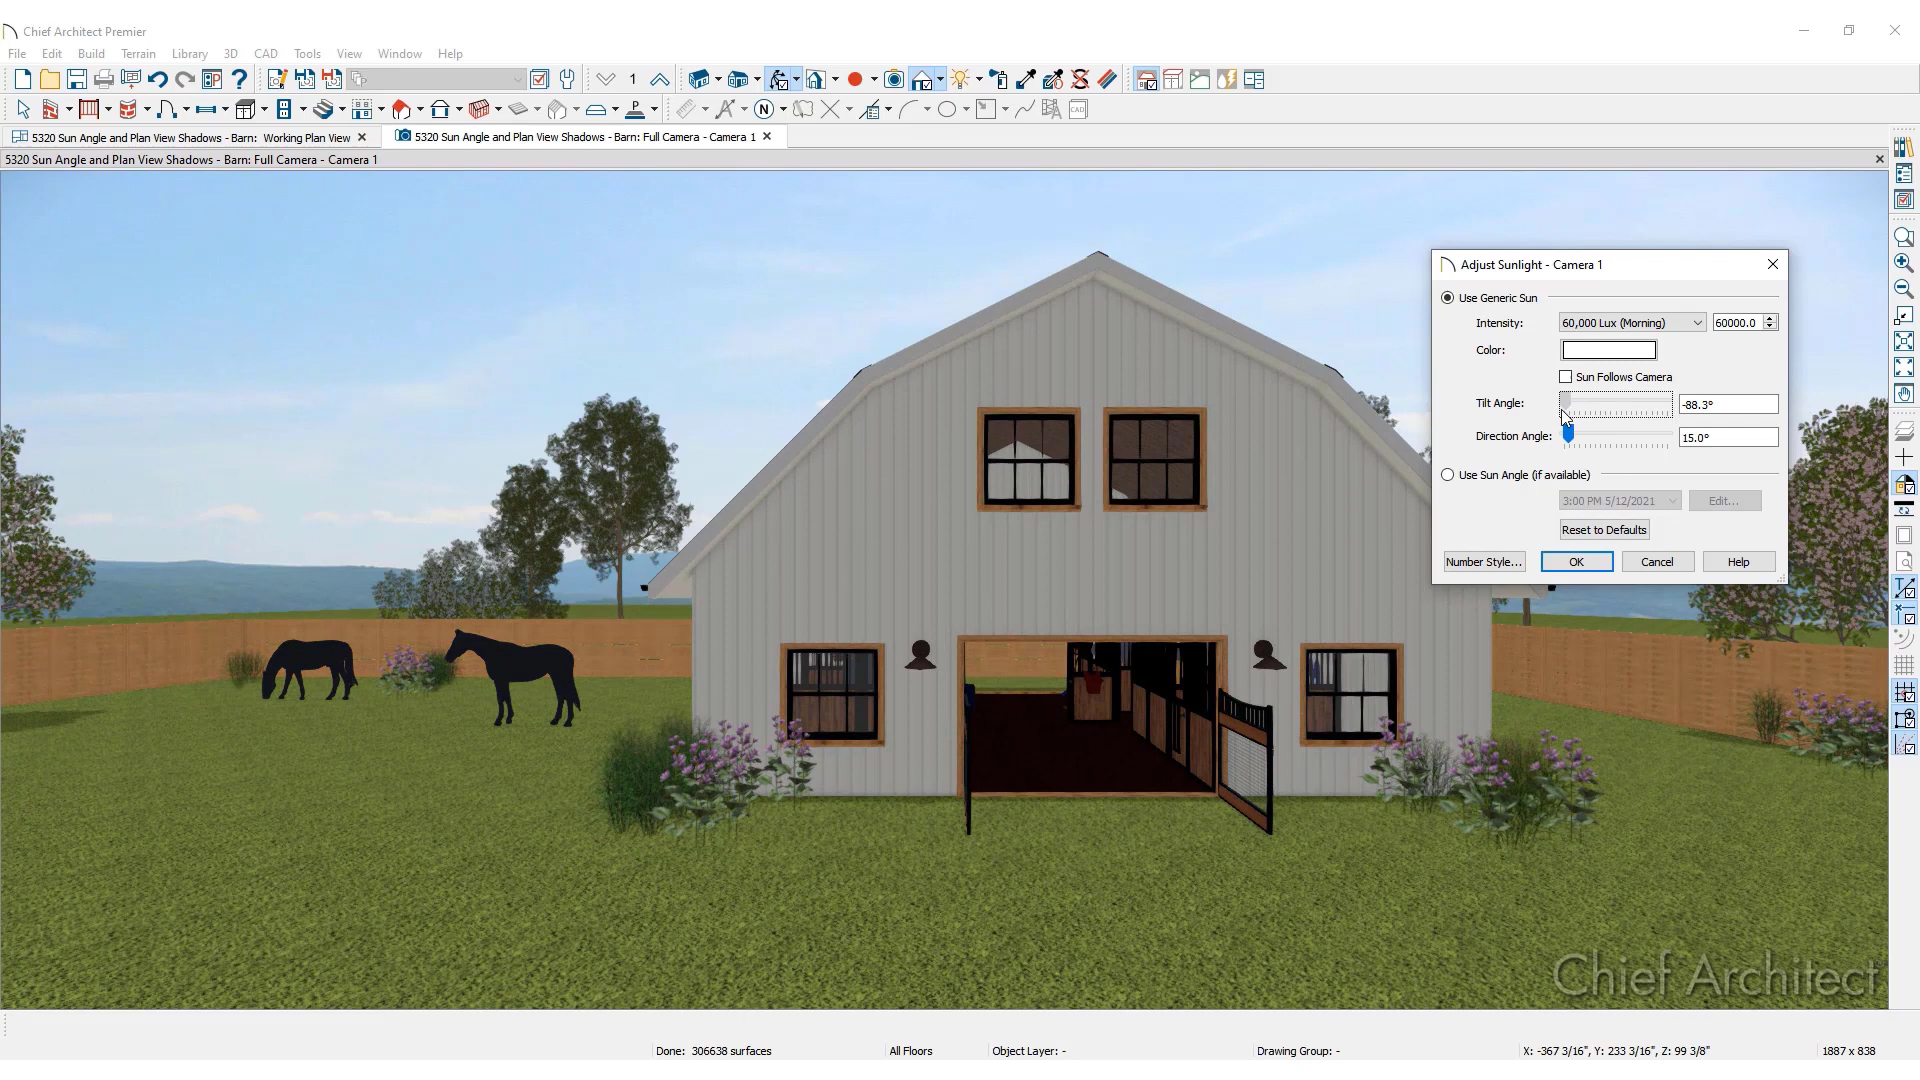 Chief Architect Premier
File Edit Build Terrain Library 3D CAD Tools View Window Help
1
P N CAD
5320 Sun Angle and Plan View Shadows - Barn: Working Plan View
5320 Sun Angle and Plan View Shadows - Barn: Full Camera - Camera 1
5320 Sun Angle and Plan View Shadows - Barn: Full Camera - Camera 1
Adjust Sunlight - Camera 1
Use Generic Sun
Intensity: 60,000 Lux (Morning) 60000.0
Color:
Sun Follows Camera
Tilt Angle: -88.3°
Direction Angle: 15.0°
Use Sun Angle (if available)
3:00 PM 5/12/2021 Edit...
Reset to Defaults
Number Style... OK Cancel Help
Chief Architect
Done: 306638 surfaces All Floors Object Layer: - Drawing Group: - X: -367 3/16", Y: 233 3/16", Z: 99 3/8" 1887 x 838